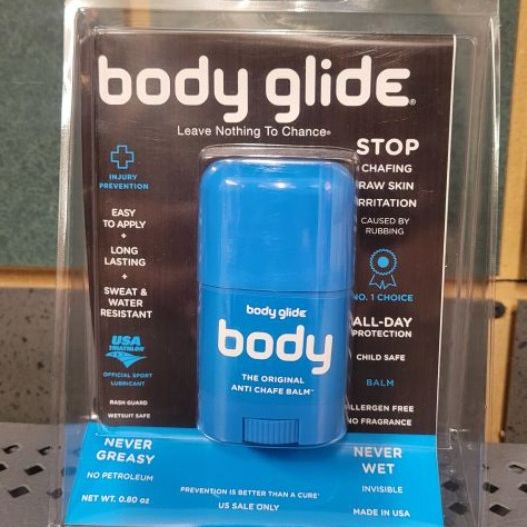 body glide®
Leave Nothing To Chance®
INJURY
PREVENTION
EASY
TO APPLY
+
LONG
LASTING
+
SWEAT &
WATER
RESISTANT
USA
TRIATHLON
OFFICIAL SPORT
LUBRICANT
RASH GUARD
WETSUIT SAFE
STOP
CHAFING
RAW SKIN
IRRITATION
CAUSED BY
RUBBING
NO. 1 CHOICE
ALL-DAY
PROTECTION
CHILD SAFE
BALM
ALLERGEN FREE
NO FRAGRANCE
body glide
body
THE ORIGINAL
ANTI CHAFE BALM™
NEVER
GREASY
NO PETROLEUM
NET WT. 0.80 oz
PREVENTION IS BETTER THAN A CURE®
US SALE ONLY
NEVER
WET
INVISIBLE
MADE IN USA